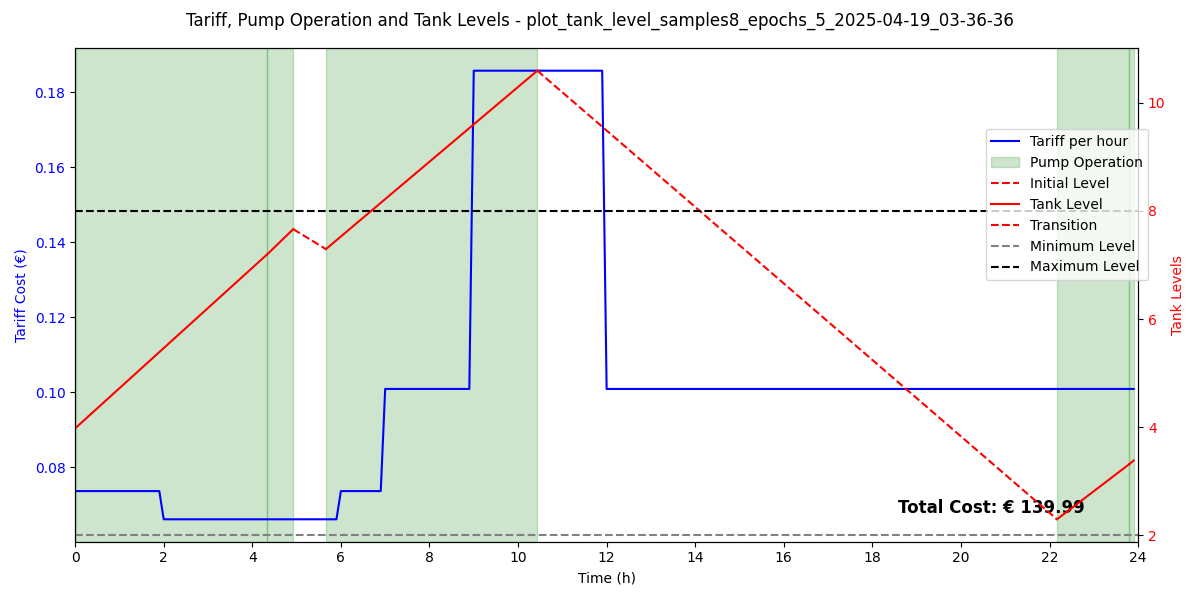 Tariff, Pump Operation and Tank Levels - plot_tank_level_samples8_epochs_5_2025-04-19_03-36-36
Tariff Cost (€)
0.18
0.16
0.14
0.12
0.10
0.08
Tariff per hour
Pump Operation
Initial Level
Tank Level
Transition
Minimum Level
Maximum Level
Total Cost: € 139.99
10
8
6
4
2
Tank Levels
0 2 4 6 8 10 12 14 16 18 20 22 24
Time (h)